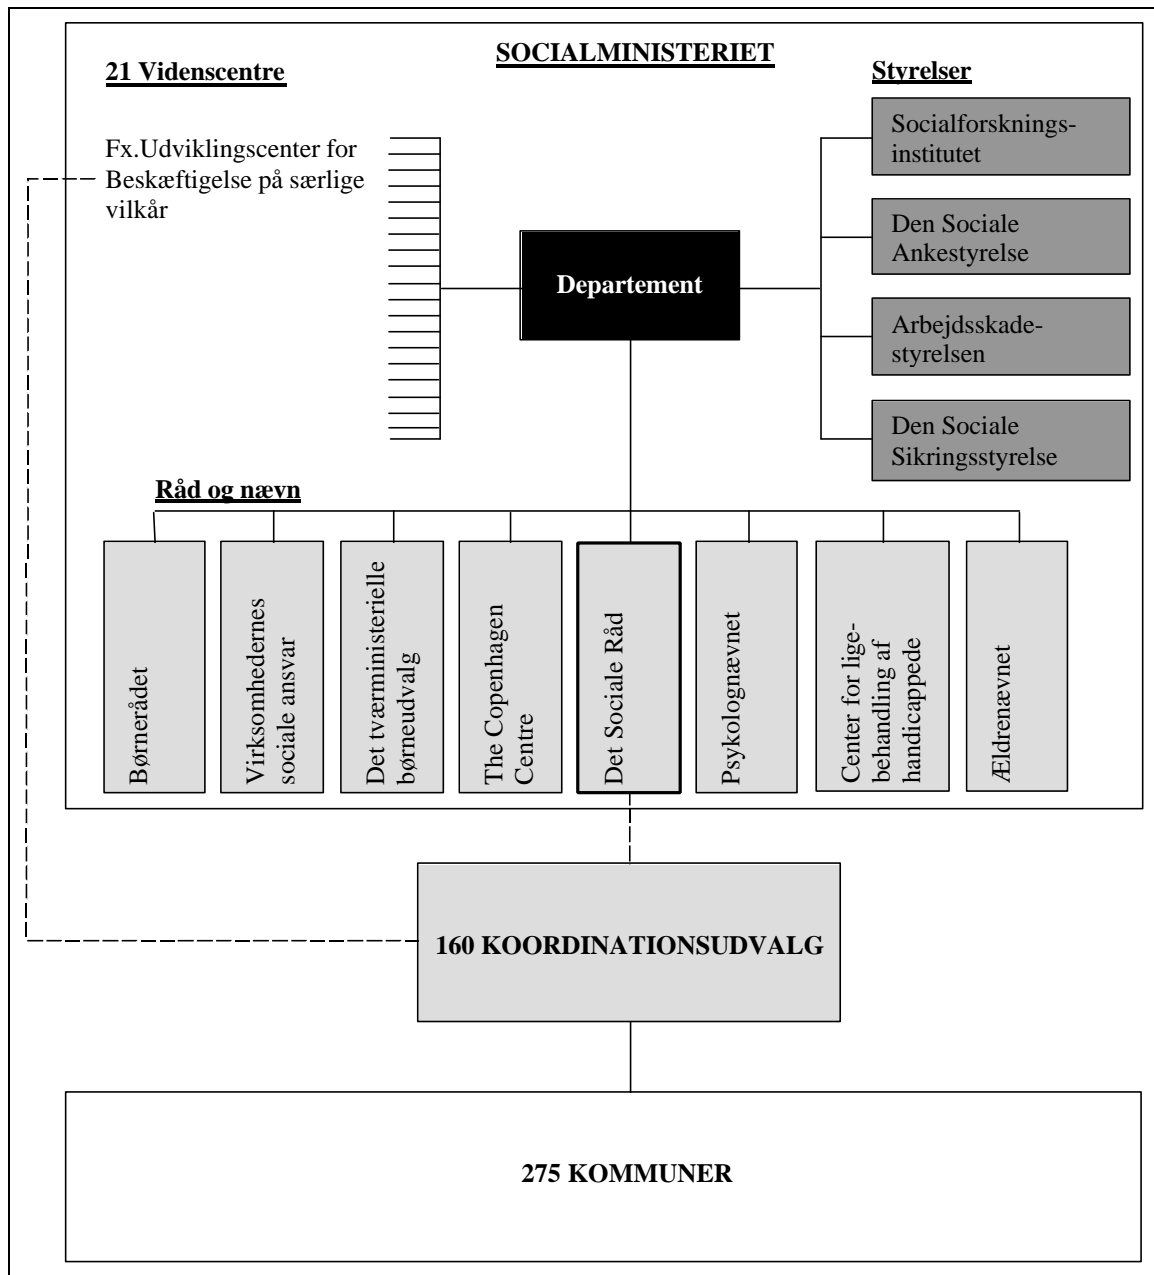 SOCIALMINISTERIET
21 Videnscentre
Styrelser
Fx.Udviklingscenter for
Beskæftigelse på særlige
vilkår
Socialforsknings-
institutet
Den Sociale
Ankestyrelse
Departement
Arbejdsskade-
styrelsen
Den Sociale
Sikringsstyrelse
Råd og nævn
Børnerådet
Virksomhedernes
sociale ansvar
Det tværministerielle
børneudvalg
The Copenhagen
Centre
Det Sociale Råd
Psykolognævnet
Center for lige-
behandling af
handicappede
Ældrenævnet
160 KOORDINATIONSUDVALG
275 KOMMUNER